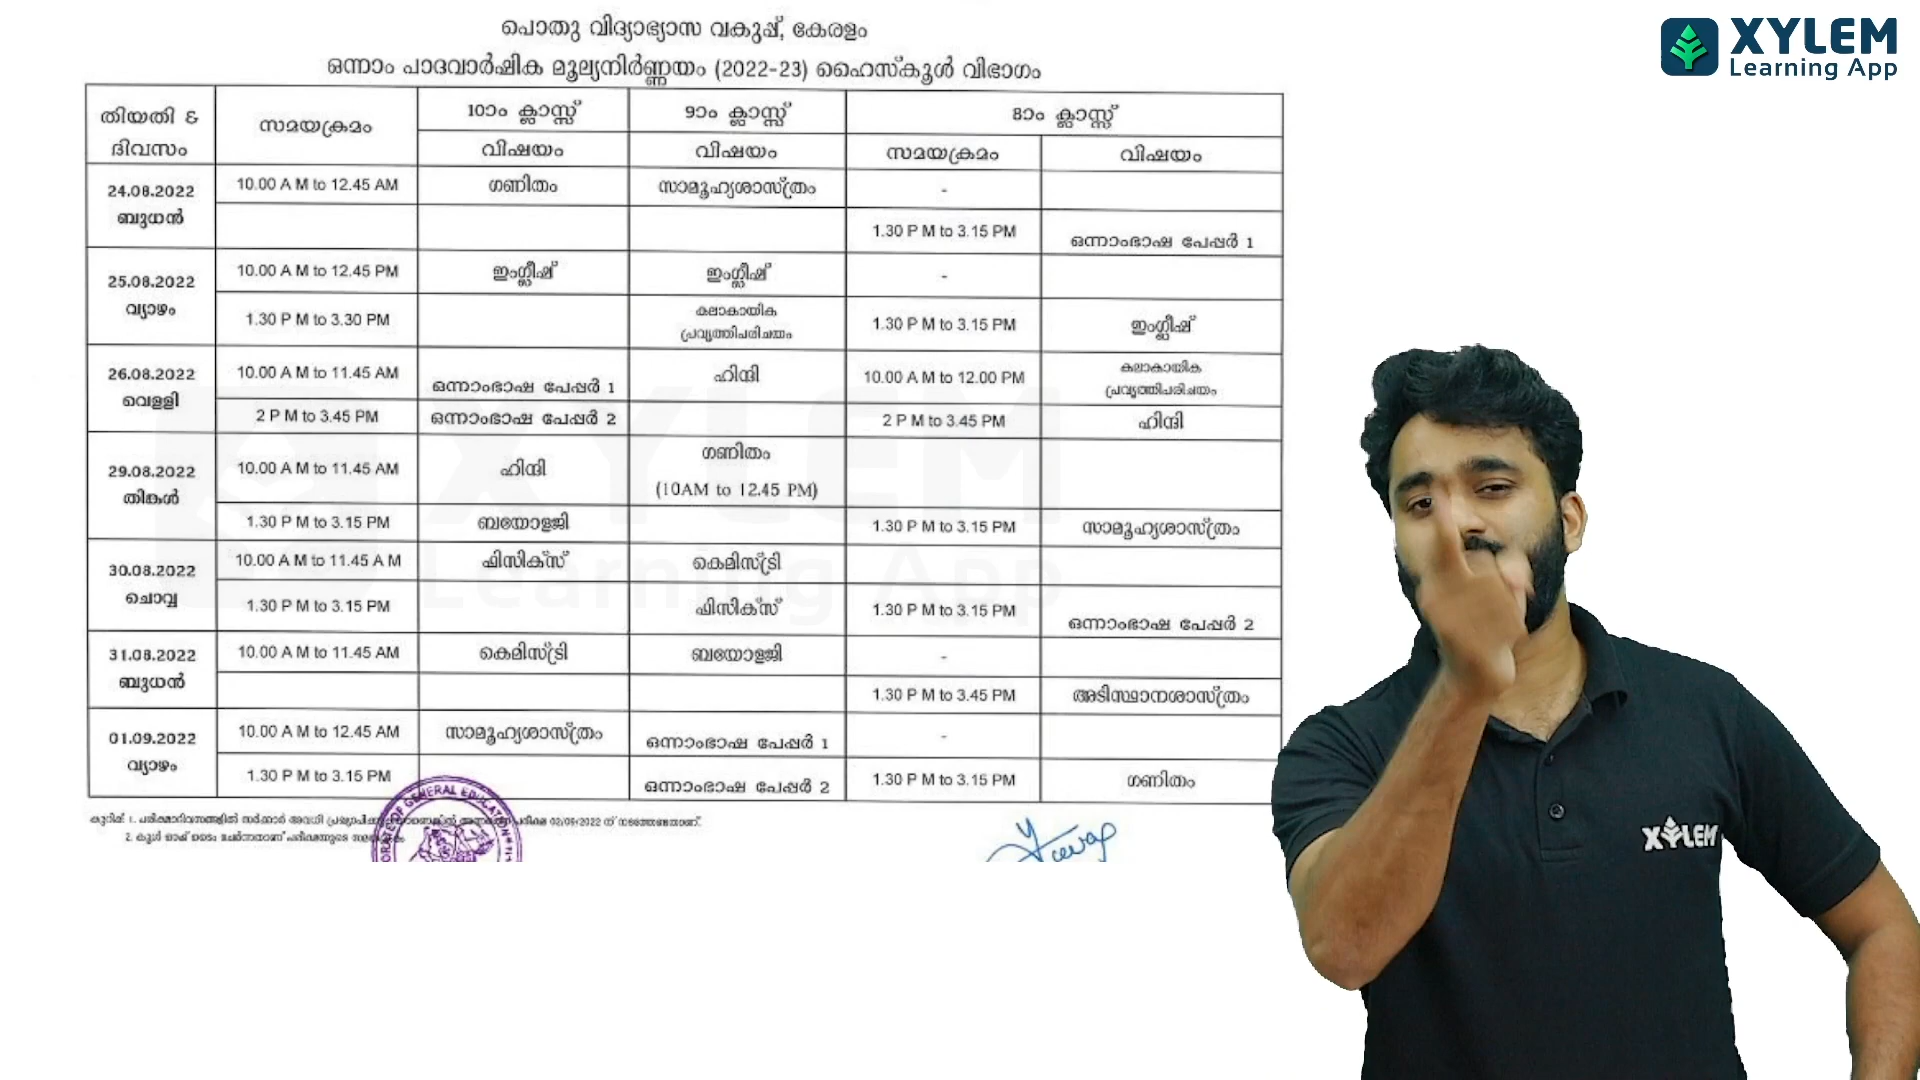 പൊതു വിദ്യാഭ്യാസ വകുപ്പ്, കേരളം
ഒന്നാം പാദവാർഷിക മൂല്യനിർണ്ണയം (2022-23) ഹൈസ്കൂൾ വിഭാഗം
XYLEM
Learning App
തിയതി & ദിവസം സമയക്രമം 10ാം ക്ലാസ്സ് 9ാം ക്ലാസ്സ് 8ാം ക്ലാസ്സ്
വിഷയം വിഷയം സമയക്രമം വിഷയം
24.08.2022 ബുധൻ 10.00 A M to 12.45 AM ഗണിതം സാമൂഹ്യശാസ്ത്രം -
1.30 P M to 3.15 PM ഒന്നാംഭാഷ പേപ്പർ 1
25.08.2022 വ്യാഴം 10.00 A M to 12.45 PM ഇംഗ്ലീഷ് ഇംഗ്ലീഷ് -
1.30 P M to 3.30 PM കലാകായിക പ്രവൃത്തിപരിചയം 1.30 P M to 3.15 PM ഇംഗ്ലീഷ്
26.08.2022 വെള്ളി 10.00 A M to 11.45 AM ഒന്നാംഭാഷ പേപ്പർ 1 ഹിന്ദി 10.00 A M to 12.00 PM കലാകായിക പ്രവൃത്തിപരിചയം
2 P M to 3.45 PM ഒന്നാംഭാഷ പേപ്പർ 2 2 P M to 3.45 PM ഹിന്ദി
29.08.2022 തിങ്കൾ 10.00 A M to 11.45 AM ഹിന്ദി ഗണിതം (10AM to 12.45 PM)
1.30 P M to 3.15 PM ബയോളജി 1.30 P M to 3.15 PM സാമൂഹ്യശാസ്ത്രം
30.08.2022 ചൊവ്വ 10.00 A M to 11.45 A M ഫിസിക്സ് കെമിസ്ട്രി
1.30 P M to 3.15 PM ഫിസിക്സ് 1.30 P M to 3.15 PM ഒന്നാംഭാഷ പേപ്പർ 2
31.08.2022 ബുധൻ 10.00 A M to 11.45 AM കെമിസ്ട്രി ബയോളജി -
1.30 P M to 3.45 PM അടിസ്ഥാനശാസ്ത്രം
01.09.2022 വ്യാഴം 10.00 A M to 12.45 AM സാമൂഹ്യശാസ്ത്രം ഒന്നാംഭാഷ പേപ്പർ 1 -
1.30 P M to 3.15 PM ഒന്നാംഭാഷ പേപ്പർ 2 1.30 P M to 3.15 PM ഗണിതം
OF GENERAL EDUCATION
XYLEM
Learning App
XYLEM